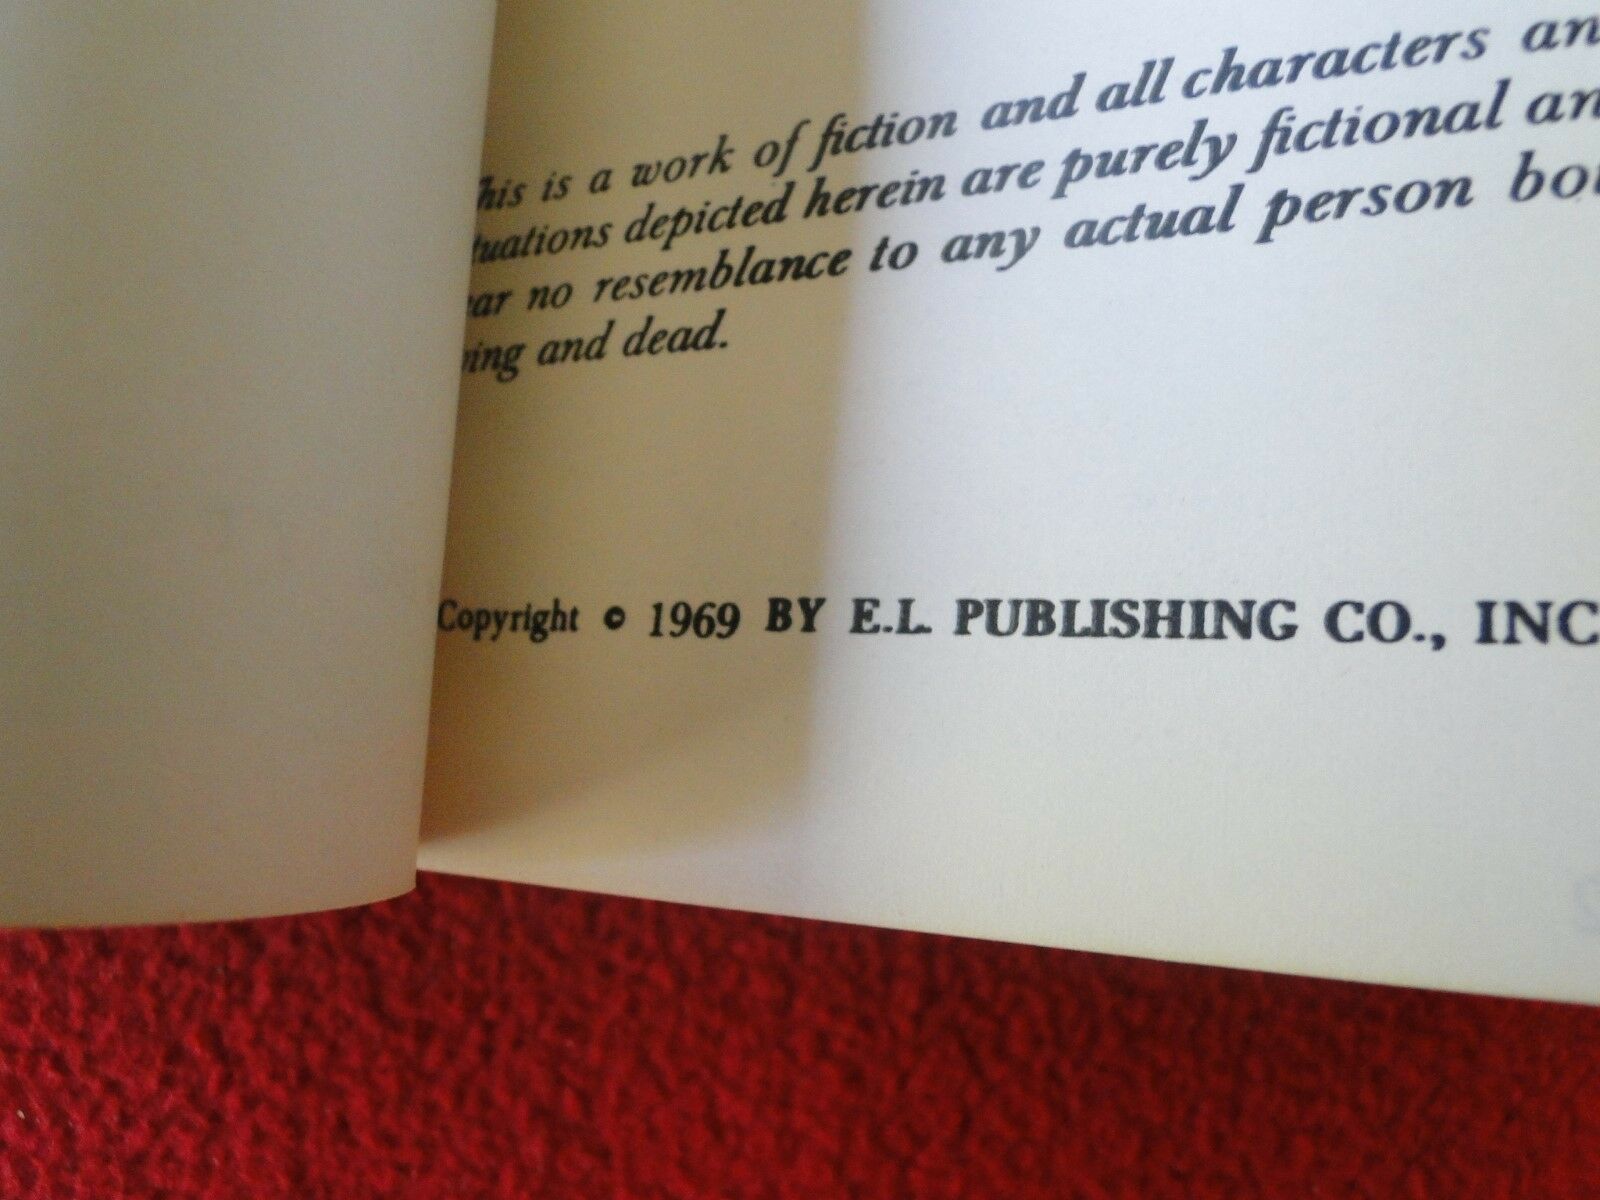 his is a work of fiction and all characters an
tuations depicted herein are purely fictional an
ar no resemblance to any actual person bot
ing and dead.
Copyright © 1969 BY E.L. PUBLISHING CO., INC